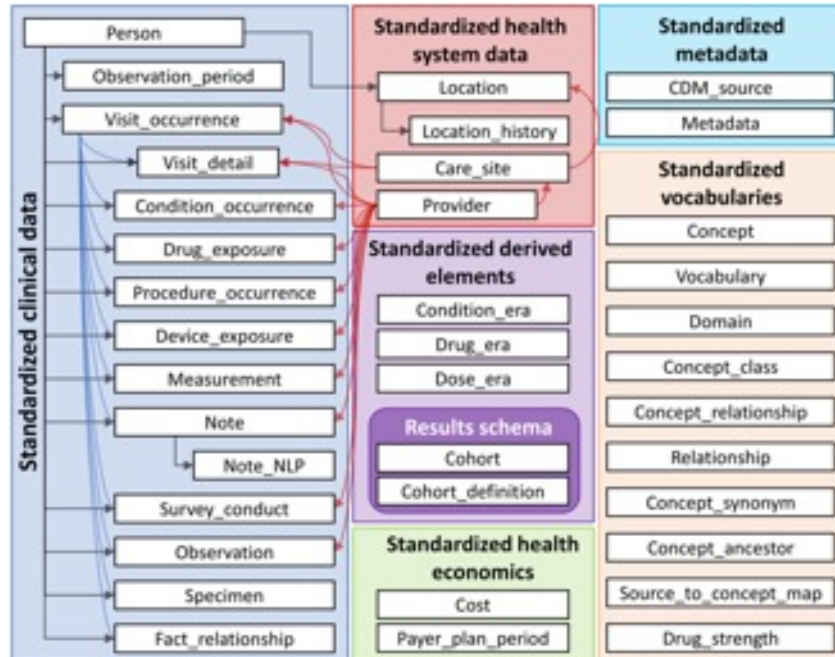 Standardized clinical data
Person
Observation_period
Visit_occurrence
Visit_detail
Condition_occurrence
Drug_exposure
Procedure_occurrence
Device_exposure
Measurement
Note
Note_NLP
Survey_conduct
Observation
Specimen
Fact_relationship
Standardized health
system data
Location
Location_history
Care_site
Provider
Standardized derived
elements
Condition_era
Drug_era
Dose_era
Results schema
Cohort
Cohort_definition
Standardized health
economics
Cost
Payer_plan_period
Standardized
metadata
CDM_source
Metadata
Standardized
vocabularies
Concept
Vocabulary
Domain
Concept_class
Concept_relationship
Relationship
Concept_synonym
Concept_ancestor
Source_to_concept_map
Drug_strength